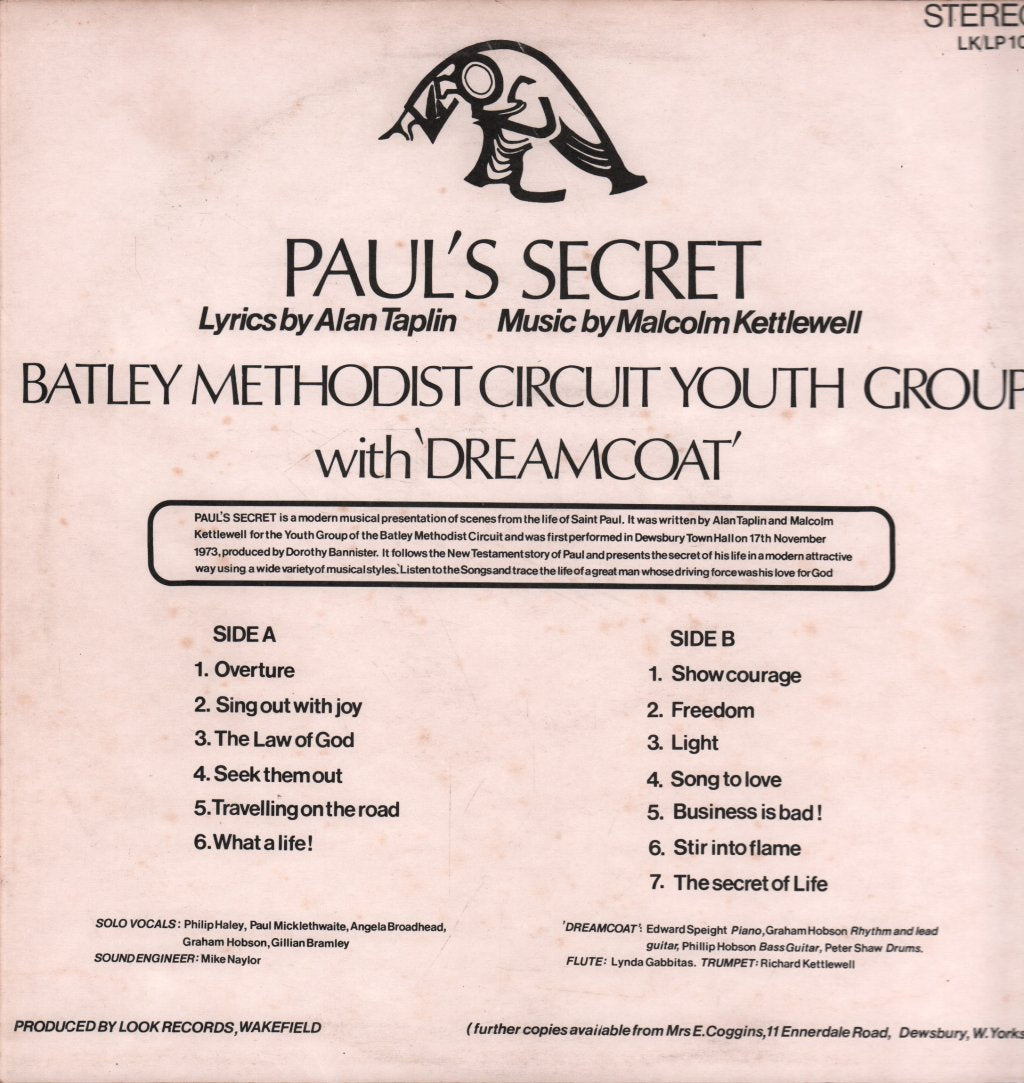 STEREO
LK/LP 10
PAUL'S SECRET
Lyrics by Alan Taplin Music by Malcolm Kettlewell
BATLEY METHODIST CIRCUIT YOUTH GROUP
with 'DREAMCOAT'
PAUL'S SECRET is a modern musical presentation of scenes from the life of Saint Paul. It was written by Alan Taplin and Malcolm
Kettlewell for the Youth Group of the Batley Methodist Circuit and was first performed in Dewsbury Town Hall on 17th November
1973, produced by Dorothy Bannister. It follows the New Testament story of Paul and presents the secret of his life in a modern attractive
way using a wide variety of musical styles. Listen to the Songs and trace the life of a great man whose driving force was his love for God
SIDE A
1. Overture
2. Sing out with joy
3. The Law of God
4. Seek them out
5. Travelling on the road
6. What a life!
SIDE B
1. Show courage
2. Freedom
3. Light
4. Song to love
5. Business is bad!
6. Stir into flame
7. The secret of Life
SOLO VOCALS: Philip Haley, Paul Micklethwaite, Angela Broadhead,
Graham Hobson, Gillian Bramley
SOUND ENGINEER: Mike Naylor
'DREAMCOAT': Edward Speight Piano, Graham Hobson Rhythm and lead
guitar, Phillip Hobson Bass Guitar, Peter Shaw Drums.
FLUTE: Lynda Gabbitas. TRUMPET: Richard Kettlewell
PRODUCED BY LOOK RECORDS, WAKEFIELD
(further copies available from Mrs E. Coggins, 11 Ennerdale Road, Dewsbury, W. Yorks